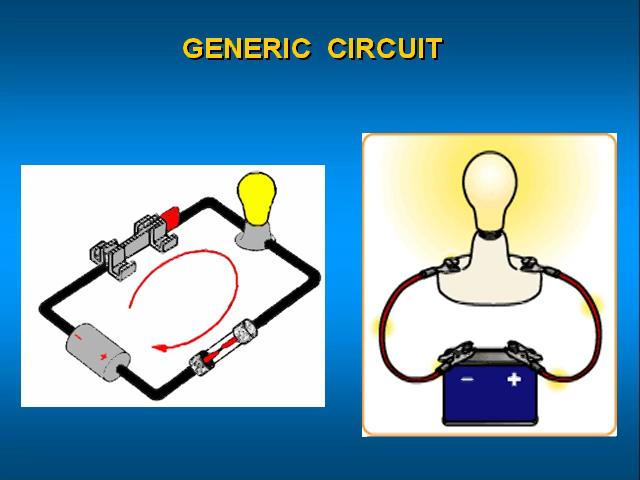 GENERIC CIRCUIT
- +
- +